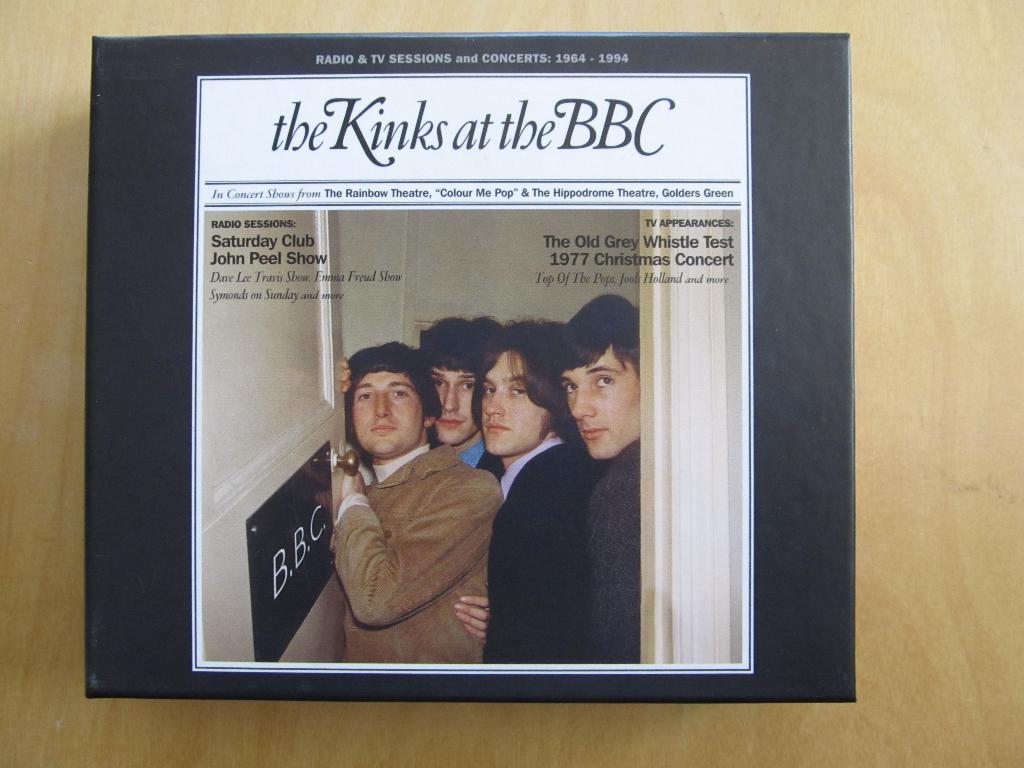 RADIO & TV SESSIONS and CONCERTS: 1964 - 1994
the Kinks at the BBC
In Concert Shows from The Rainbow Theatre, "Colour Me Pop" & The Hippodrome Theatre, Golders Green
RADIO SESSIONS:
Saturday Club
John Peel Show
Dave Lee Travis Show, Emma Freud Show
Symonds on Sunday and more
TV APPEARANCES:
The Old Grey Whistle Test
1977 Christmas Concert
Top Of The Pops, Jools Holland and more
B.B.C.